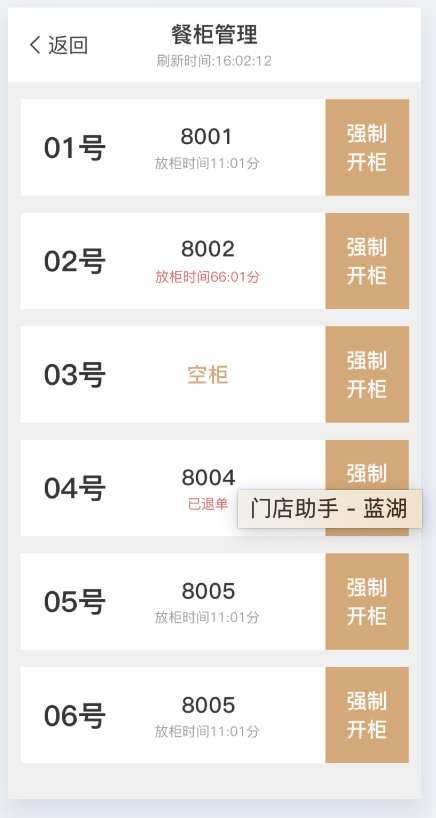 返回
餐柜管理
刷新时间:16:02:12
01号
8001
放柜时间11:01分
强制
开柜
02号
8002
放柜时间66:01分
强制
开柜
03号
空柜
强制
开柜
04号
8004
已退单
强制
门店助手 - 蓝湖
05号
8005
放柜时间11:01分
强制
开柜
06号
8005
放柜时间11:01分
强制
开柜